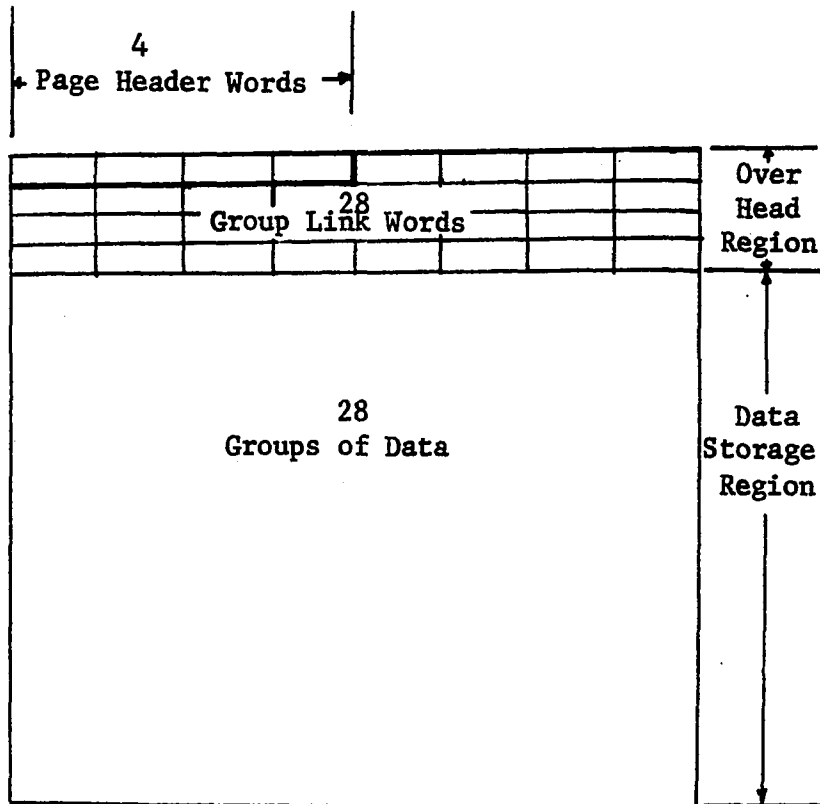 4
Page Header Words
28
Group Link Words
Over
Head
Region
28
Groups of Data
Data
Storage
Region